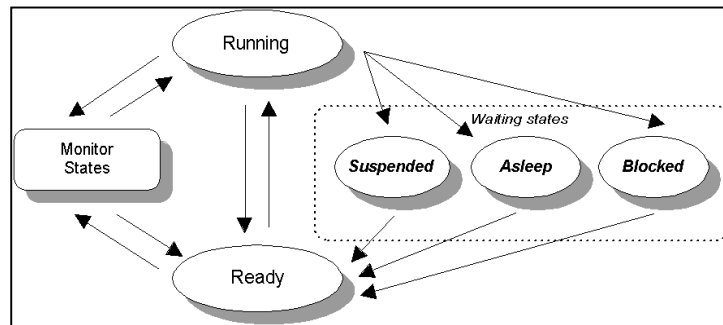 Running
Waiting states
Monitor
States
Suspended
Asleep
Blocked
Ready